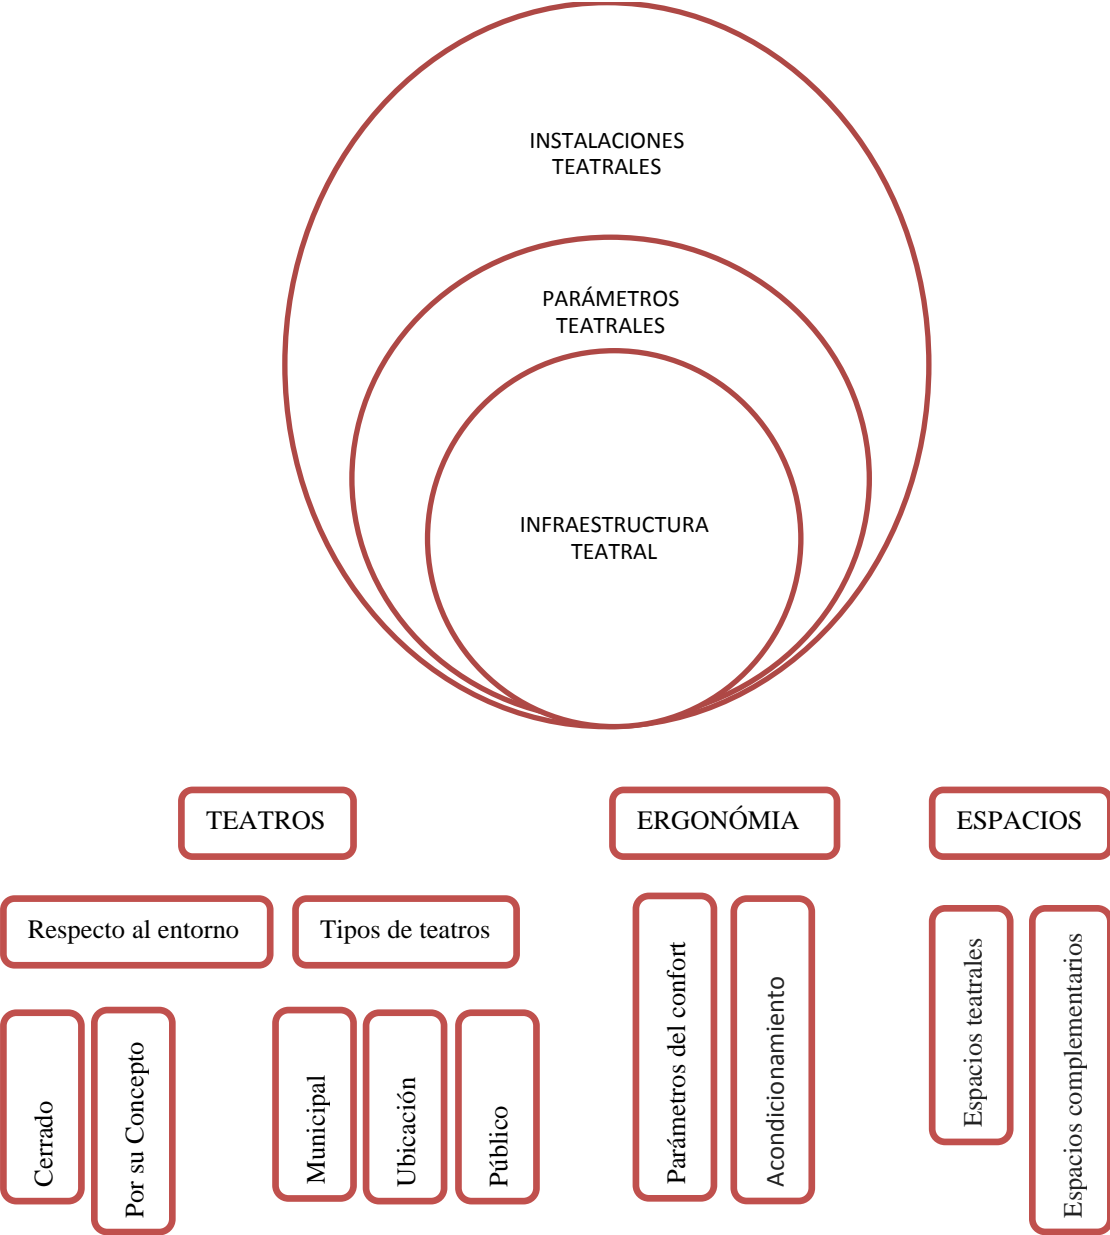 INSTALACIONES
TEATRALES
PARÁMETROS
TEATRALES
INFRAESTRUCTURA
TEATRAL
TEATROS
ERGONÓMIA
ESPACIOS
Respecto al entorno
Tipos de teatros
Cerrado
Por su Concepto
Municipal
Ubicación
Público
Parámetros del confort
Acondicionamiento
Espacios teatrales
Espacios complementarios